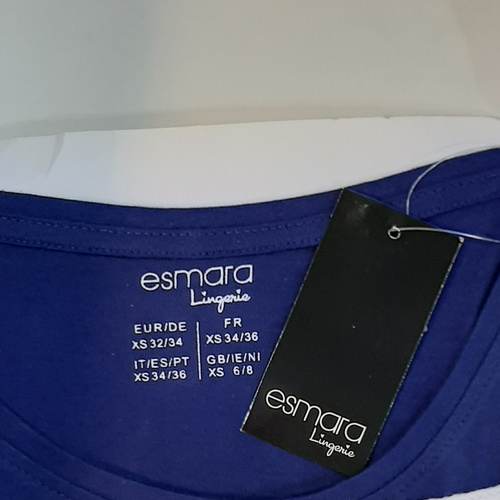 esmara
Lingerie
EUR/DE
XS 32/34
FR
XS 34/36
IT/ES/PT
XS 34/36
GB/IE/NI
XS 6/8
esmara
Lingerie